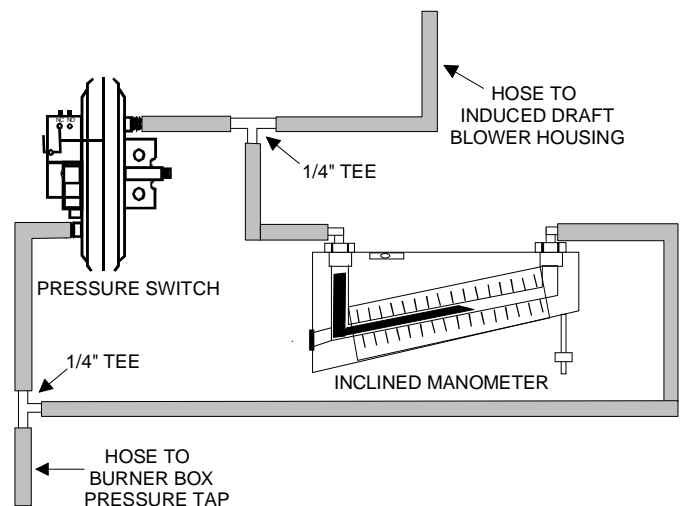 HOSE TO
INDUCED DRAFT
BLOWER HOUSING
1/4" TEE
PRESSURE SWITCH
1/4" TEE
INCLINED MANOMETER
HOSE TO
BURNER BOX
PRESSURE TAP